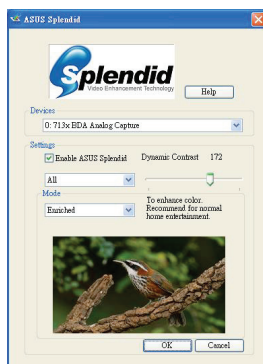 ASUS Splendid
Splendid
Video Enhancement Technology
Help
Devices
0: 713x BDA Analog Capture
Settings
Enable ASUS Splendid
Dynamic Contrast 172
All
Mode
Enriched
To enhance color.
Recommend for normal
home entertainment.
OK
Cancel